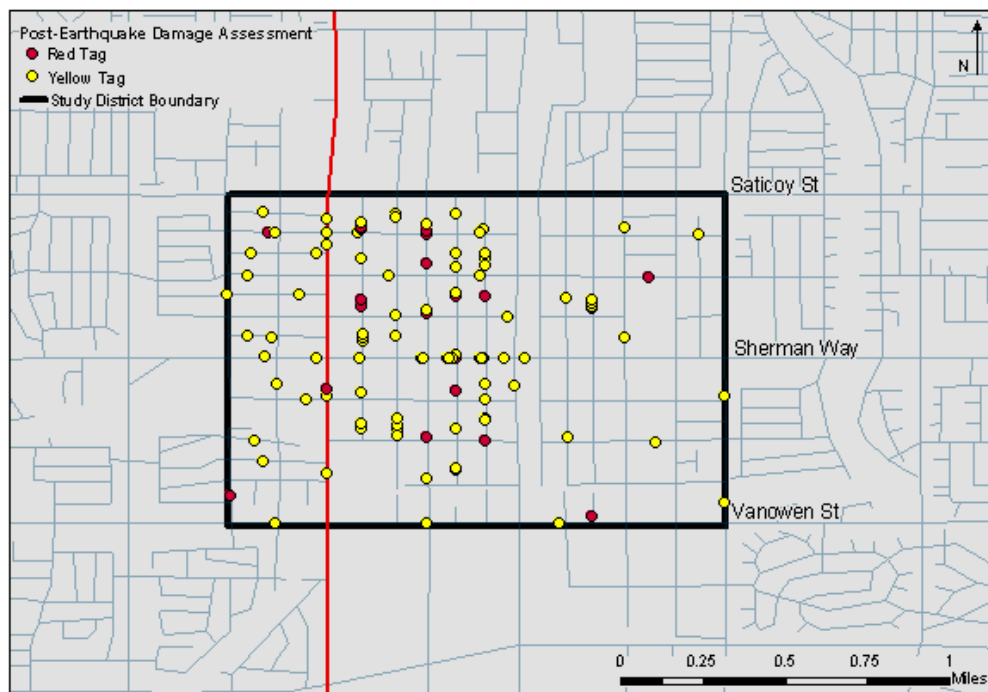 Post-Earthquake Damage Assessment
Red Tag
Yellow Tag
Study District Boundary
N
Saticoy St
Sherman Way
Vanowen St
0 0.25 0.5 0.75 1
Miles